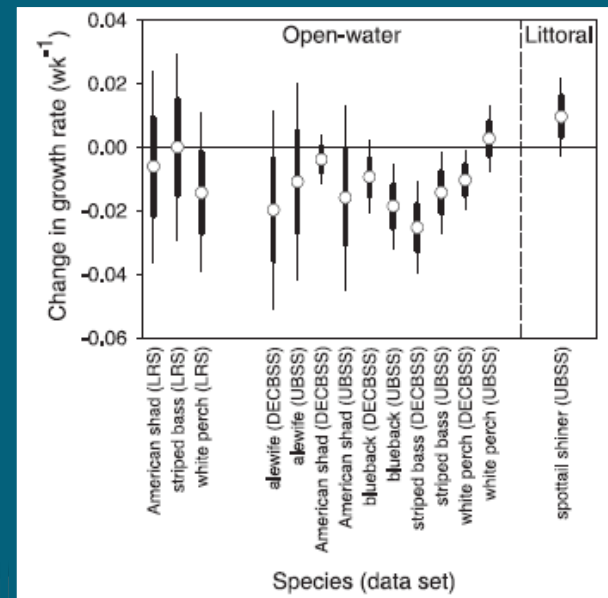 Open-water
Littoral
Change in growth rate (wk⁻¹)
0.04
0.02
0.00
-0.02
-0.04
-0.06
American shad (LRS)
striped bass (LRS)
white perch (LRS)
alewife (DECBSS)
alewife (UBSS)
American shad (DECBSS)
American shad (UBSS)
blueback (DECBSS)
blueback (UBSS)
striped bass (DECBSS)
striped bass (UBSS)
white perch (DECBSS)
white perch (UBSS)
spottail shiner (UBSS)
Species (data set)